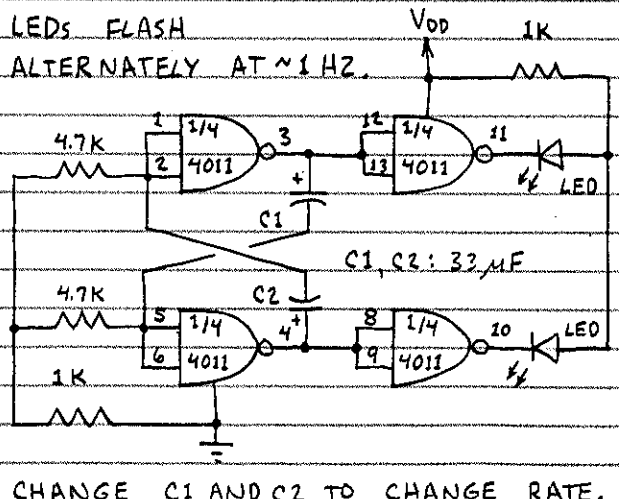 LEDs FLASH
ALTERNATELY AT ~1 HZ.
VDD
1K
4.7K
1
2
1/4
4011
3
12
13
1/4
4011
11
LED
+
C1
C1, C2: 33 µF
C2
+
4.7K
5
6
1/4
4011
4
8
9
1/4
4011
10
LED
1K
CHANGE C1 AND C2 TO CHANGE RATE.